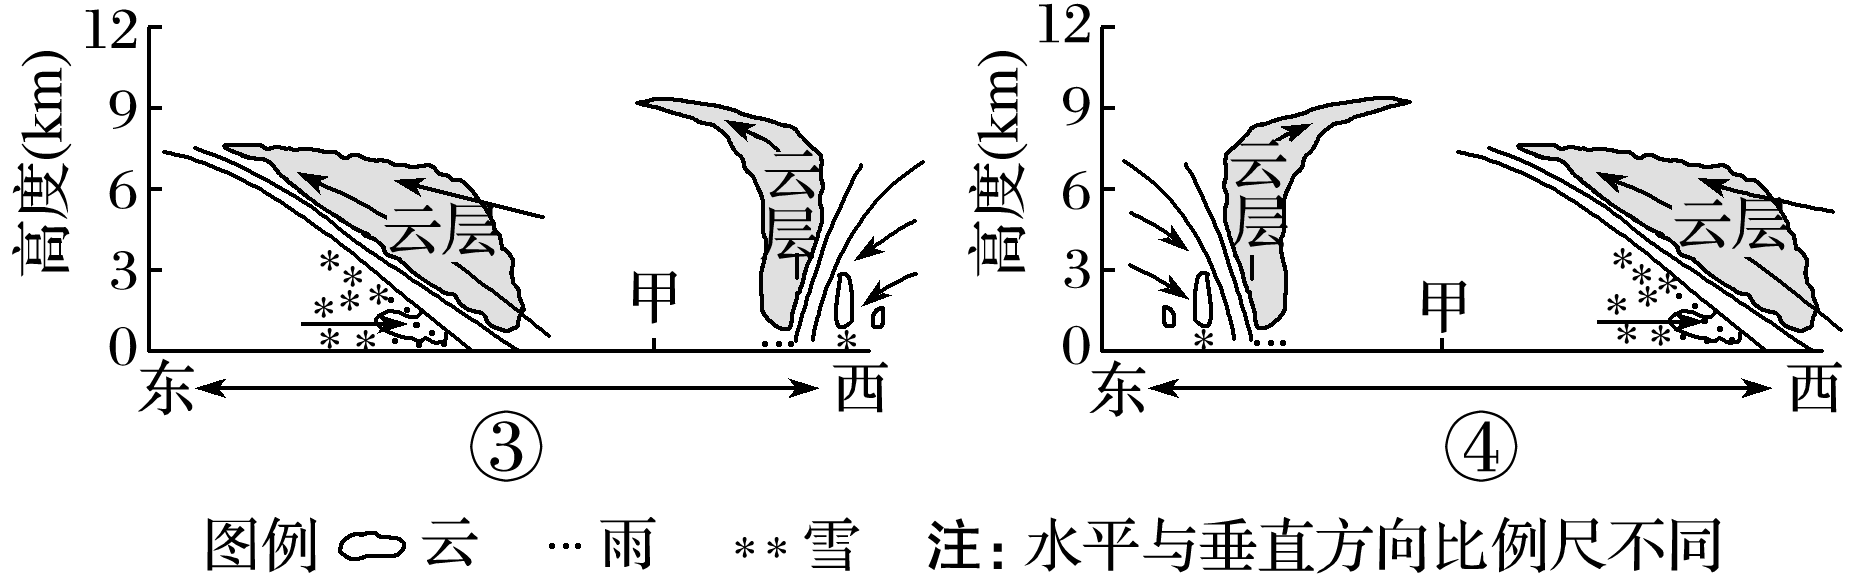 高度(km)
12
9
6
3
0
云层
甲
云层
东
西
③
高度(km)
12
9
6
3
0
云层
甲
云层
东
西
④
图例 云 雨 雪 注:水平与垂直方向比例尺不同